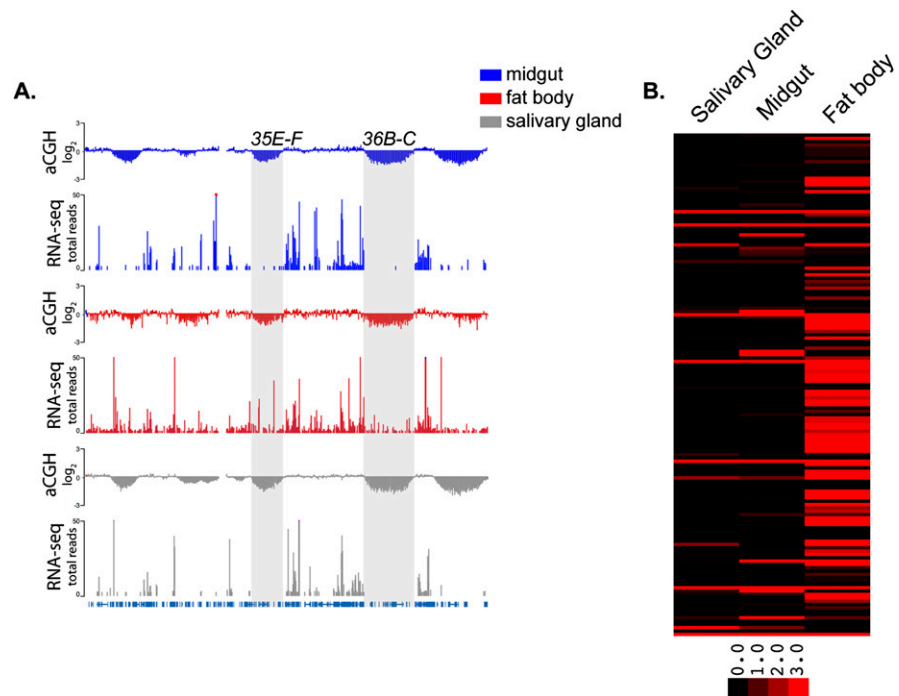 A.
midgut
fat body
salivary gland
35E-F
36B-C
aCGH
log2
3
0
-3
RNA-seq
total reads
50
0
aCGH
log2
3
0
-3
RNA-seq
total reads
50
0
aCGH
log2
3
0
-3
RNA-seq
total reads
50
0
B.
Salivary Gland
Midgut
Fat body
0.0
1.0
2.0
3.0